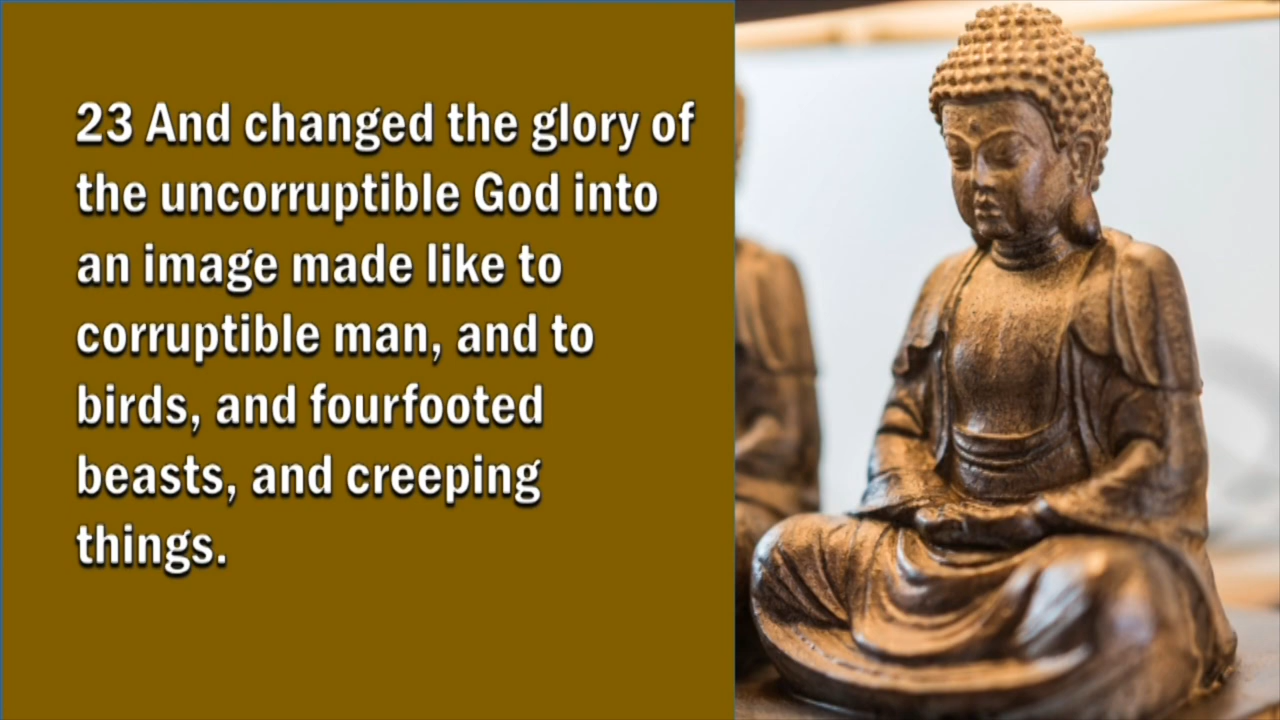 23 And changed the glory of
the uncorruptible God into
an image made like to
corruptible man, and to
birds, and fourfooted
beasts, and creeping
things.